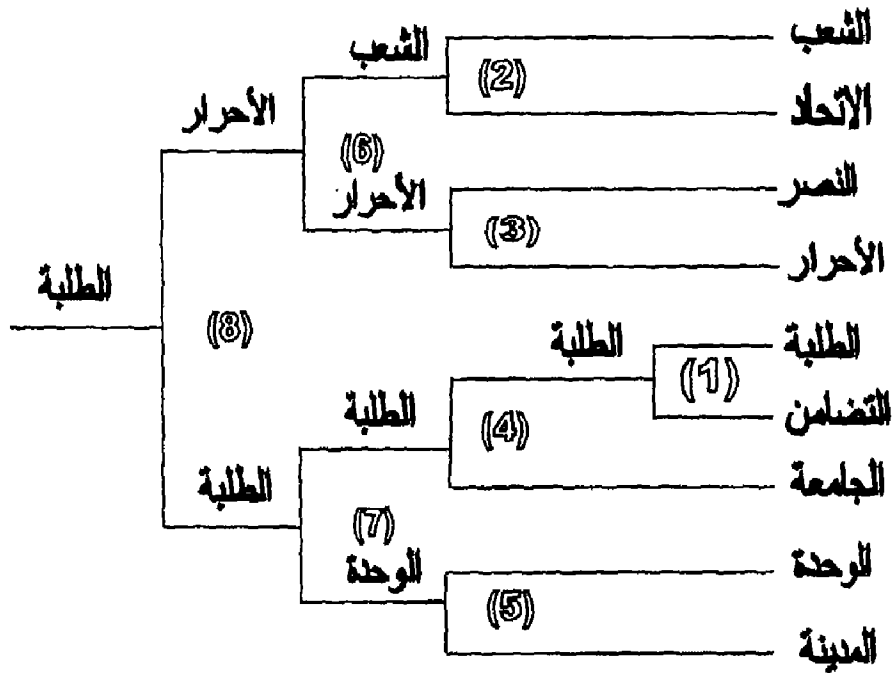 الشعب
الشعب
(2)
الاتحاد
الأحرار
(6)
النصر
الأحرار
(3)
الأحرار
الطلبة
(8)
الطلبة
الطلبة
(1)
التضامن
الطلبة
(4)
الجامعة
الطلبة
(7)
الوحدة
الوحدة
(5)
المدينة